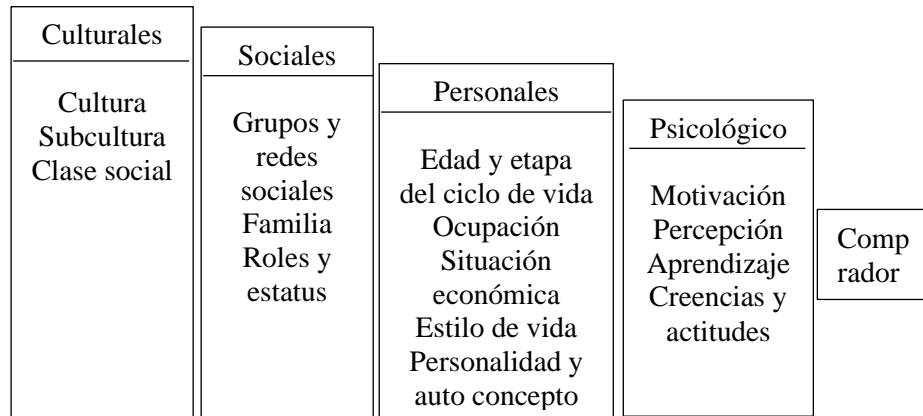 Culturales
Cultura
Subcultura
Clase social
Sociales
Grupos y
redes
sociales
Familia
Roles y
estatus
Personales
Edad y etapa
del ciclo de vida
Ocupación
Situación
económica
Estilo de vida
Personalidad y
auto concepto
Psicológico
Motivación
Percepción
Aprendizaje
Creencias y
actitudes
Comp
rador